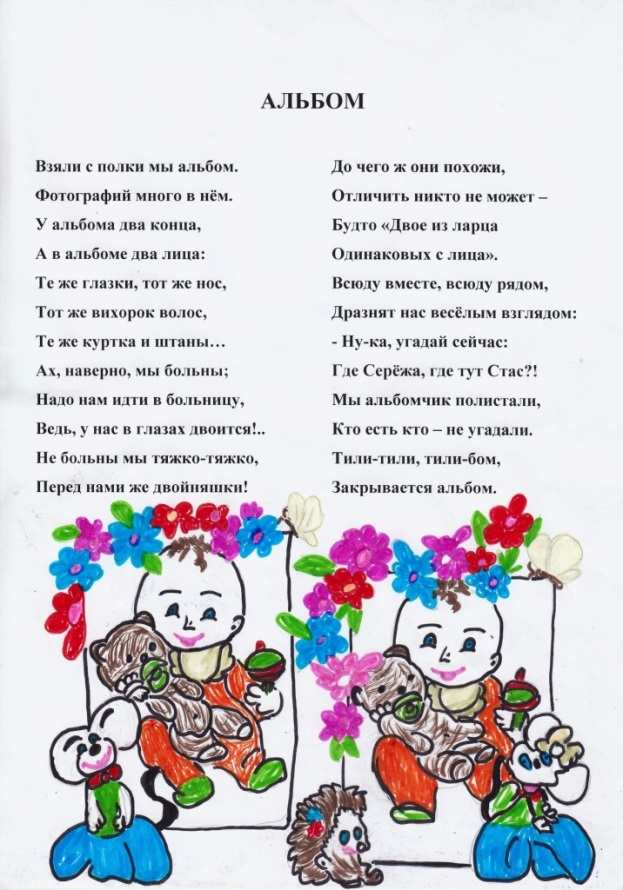 АЛЬБОМ
Взяли с полки мы альбом.
Фотографий много в нём.
У альбома два конца,
А в альбоме два лица:
Те же глазки, тот же нос,
Тот же вихорок волос,
Те же куртка и штаны…
Ах, наверно, мы больны;
Надо нам идти в больницу,
Ведь, у нас в глазах двоится!..
Не больны мы тяжко-тяжко,
Перед нами же двойняшки!
До чего ж они похожи,
Отличить никто не может –
Будто «Двое из ларца
Одинаковых с лица».
Всюду вместе, всюду рядом,
Дразнят нас весёлым взглядом:
- Ну-ка, угадай сейчас:
Где Серёжа, где тут Стас?!
Мы альбомчик полистали,
Кто есть кто – не угадали.
Тили-тили, тили-бом,
Закрывается альбом.